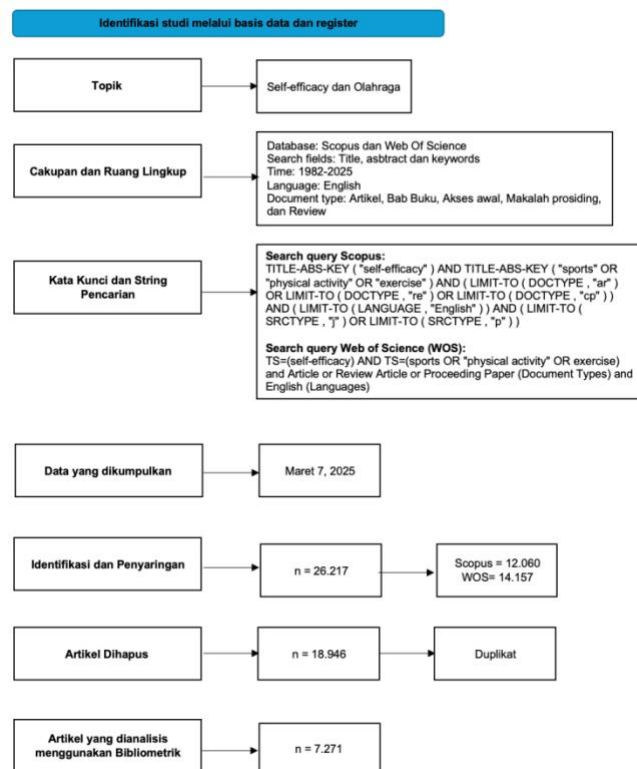 Identifikasi studi melalui basis data dan register
Topik
Self-efficacy dan Olahraga
Cakupan dan Ruang Lingkup
Database: Scopus dan Web Of Science
Search fields: Title, asbtract dan keywords
Time: 1982-2025
Language: English
Document type: Artikel, Bab Buku, Akses awal, Makalah prosiding,
dan Review
Kata Kunci dan String
Pencarian
Search query Scopus:
TITLE-ABS-KEY ( "self-efficacy" ) AND TITLE-ABS-KEY ( "sports" OR
"physical activity" OR "exercise" ) AND ( LIMIT-TO ( DOCTYPE , "ar" )
OR LIMIT-TO ( DOCTYPE , "re" ) OR LIMIT-TO ( DOCTYPE , "cp" ) )
AND ( LIMIT-TO ( LANGUAGE , "English" ) ) AND ( LIMIT-TO (
SRCTYPE , "j" ) OR LIMIT-TO ( SRCTYPE , "p" ) )
Search query Web of Science (WOS):
TS=(self-efficacy) AND TS=(sports OR "physical activity" OR exercise)
and Article or Review Article or Proceeding Paper (Document Types) and
English (Languages)
Data yang dikumpulkan
Maret 7, 2025
Identifikasi dan Penyaringan
n = 26.217
Scopus = 12.060
WOS= 14.157
Artikel Dihapus
n = 18.946
Duplikat
Artikel yang dianalisis
menggunakan Bibliometrik
n = 7.271